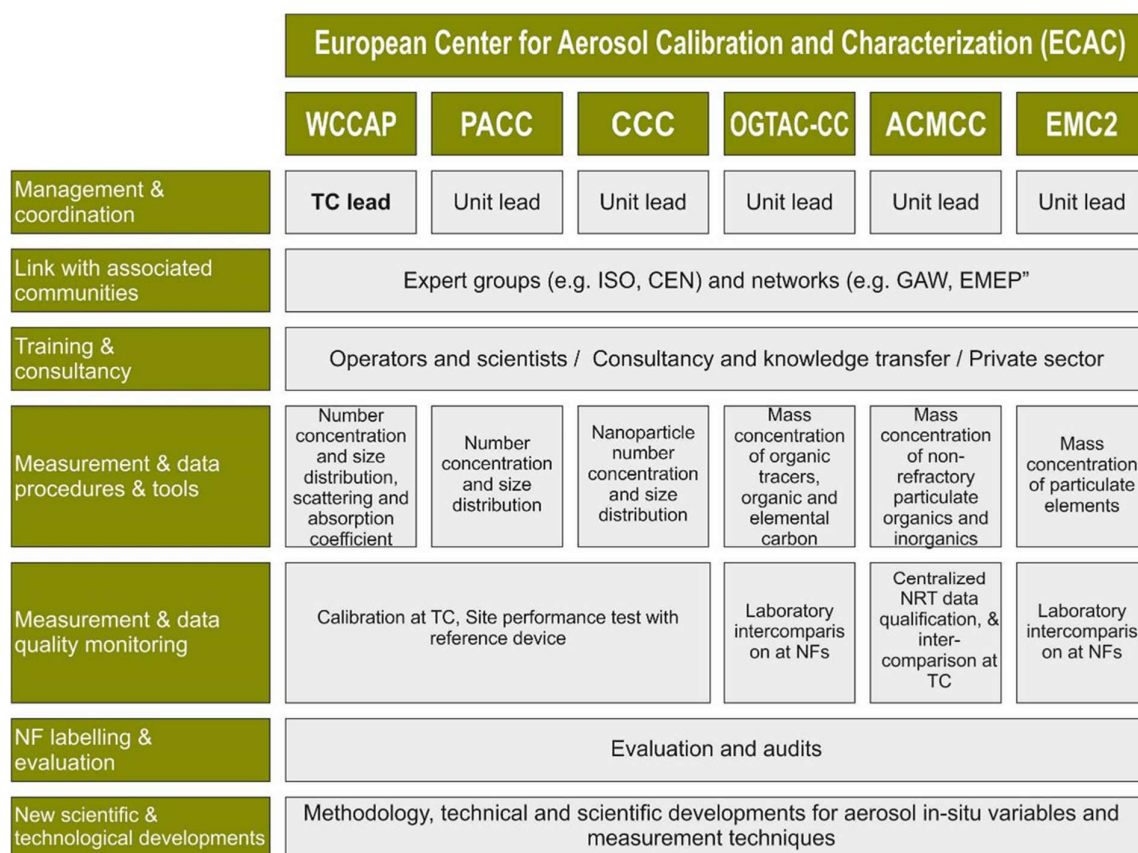 European Center for Aerosol Calibration and Characterization (ECAC)
WCCAP
PACC
CCC
OGTAC-CC
ACMCC
EMC2
Management &
coordination
TC lead
Unit lead
Unit lead
Unit lead
Unit lead
Unit lead
Link with associated
communities
Expert groups (e.g. ISO, CEN) and networks (e.g. GAW, EMEP”
Training &
consultancy
Operators and scientists / Consultancy and knowledge transfer / Private sector
Measurement & data
procedures & tools
Number
concentration
and size
distribution,
scattering and
absorption
coefficient
Number
concentration
and size
distribution
Nanoparticle
number
concentration
and size
distribution
Mass
concentration
of organic
tracers,
organic and
elemental
carbon
Mass
concentration
of non-
refractory
particulate
organics and
inorganics
Mass
concentration
of particulate
elements
Measurement & data
quality monitoring
Calibration at TC, Site performance test with
reference device
Laboratory
intercomparis
on at NFs
Centralized
NRT data
qualification, &
inter-
comparison at
TC
Laboratory
intercomparis
on at NFs
NF labelling &
evaluation
Evaluation and audits
New scientific &
technological developments
Methodology, technical and scientific developments for aerosol in-situ variables and
measurement techniques